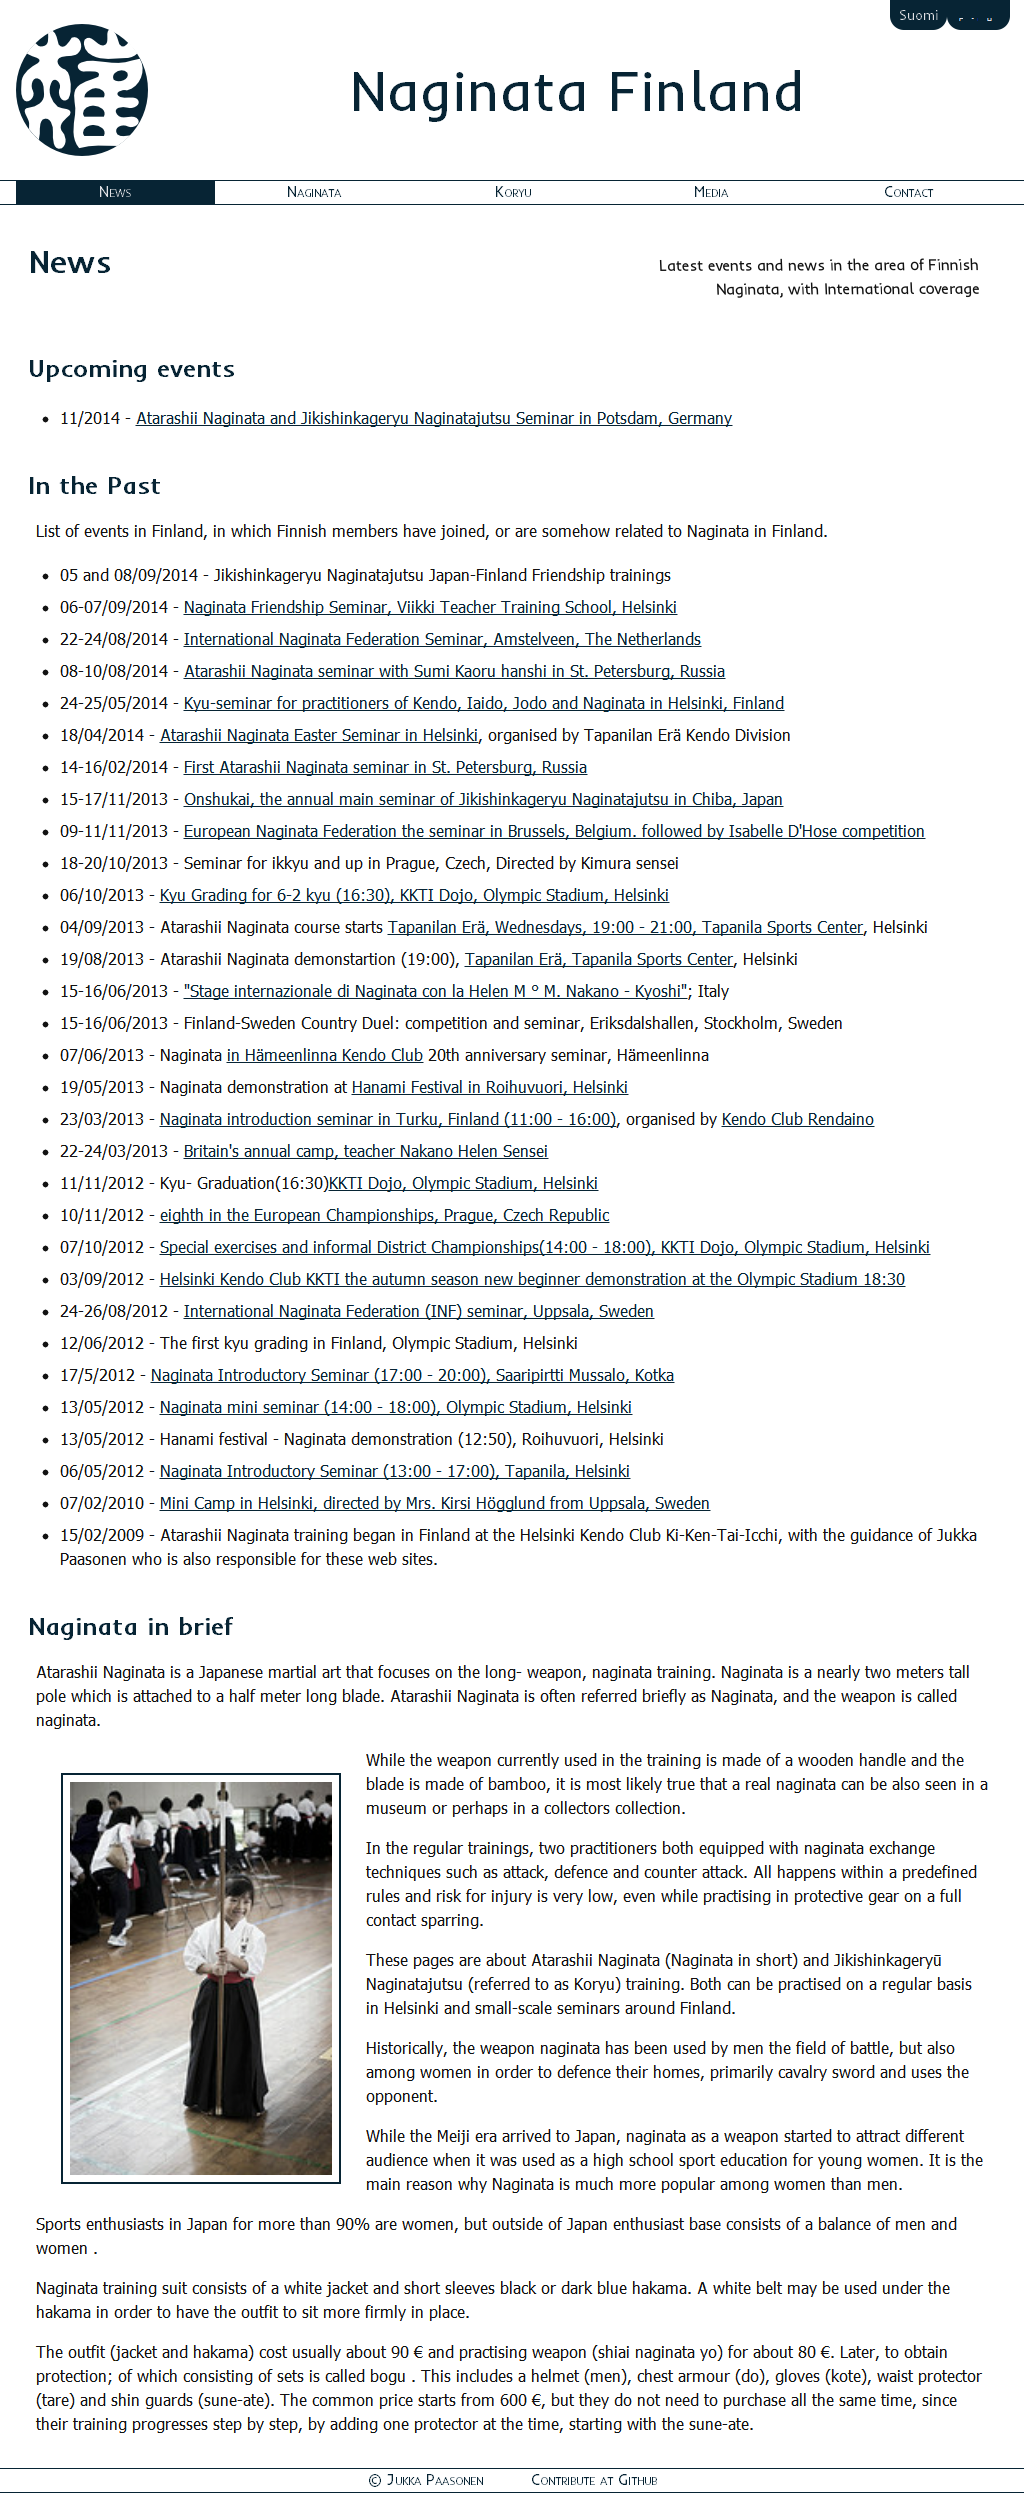 Suomi
Naginata Finland
News
Naginata
Koryu
Media
Contact
News
Latest events and news in the area of Finnish
Naginata, with International coverage
Upcoming events
11/2014 - Atarashii Naginata and Jikishinkageryu Naginatajutsu Seminar in Potsdam, Germany
In the Past
List of events in Finland, in which Finnish members have joined, or are somehow related to Naginata in Finland.
05 and 08/09/2014 - Jikishinkageryu Naginatajutsu Japan-Finland Friendship trainings
06-07/09/2014 - Naginata Friendship Seminar, Viikki Teacher Training School, Helsinki
22-24/08/2014 - International Naginata Federation Seminar, Amstelveen, The Netherlands
08-10/08/2014 - Atarashii Naginata seminar with Sumi Kaoru hanshi in St. Petersburg, Russia
24-25/05/2014 - Kyu-seminar for practitioners of Kendo, Iaido, Jodo and Naginata in Helsinki, Finland
18/04/2014 - Atarashii Naginata Easter Seminar in Helsinki, organised by Tapanilan Erä Kendo Division
14-16/02/2014 - First Atarashii Naginata seminar in St. Petersburg, Russia
15-17/11/2013 - Onshukai, the annual main seminar of Jikishinkageryu Naginatajutsu in Chiba, Japan
09-11/11/2013 - European Naginata Federation the seminar in Brussels, Belgium. followed by Isabelle D'Hose competition
18-20/10/2013 - Seminar for ikkyu and up in Prague, Czech, Directed by Kimura sensei
06/10/2013 - Kyu Grading for 6-2 kyu (16:30), KKTI Dojo, Olympic Stadium, Helsinki
04/09/2013 - Atarashii Naginata course starts Tapanilan Erä, Wednesdays, 19:00 - 21:00, Tapanila Sports Center, Helsinki
19/08/2013 - Atarashii Naginata demonstartion (19:00), Tapanilan Erä, Tapanila Sports Center, Helsinki
15-16/06/2013 - "Stage internazionale di Naginata con la Helen M ° M. Nakano - Kyoshi"; Italy
15-16/06/2013 - Finland-Sweden Country Duel: competition and seminar, Eriksdalshallen, Stockholm, Sweden
07/06/2013 - Naginata in Hämeenlinna Kendo Club 20th anniversary seminar, Hämeenlinna
19/05/2013 - Naginata demonstration at Hanami Festival in Roihuvuori, Helsinki
23/03/2013 - Naginata introduction seminar in Turku, Finland (11:00 - 16:00), organised by Kendo Club Rendaino
22-24/03/2013 - Britain's annual camp, teacher Nakano Helen Sensei
11/11/2012 - Kyu- Graduation(16:30)KKTI Dojo, Olympic Stadium, Helsinki
10/11/2012 - eighth in the European Championships, Prague, Czech Republic
07/10/2012 - Special exercises and informal District Championships(14:00 - 18:00), KKTI Dojo, Olympic Stadium, Helsinki
03/09/2012 - Helsinki Kendo Club KKTI the autumn season new beginner demonstration at the Olympic Stadium 18:30
24-26/08/2012 - International Naginata Federation (INF) seminar, Uppsala, Sweden
12/06/2012 - The first kyu grading in Finland, Olympic Stadium, Helsinki
17/5/2012 - Naginata Introductory Seminar (17:00 - 20:00), Saaripirtti Mussalo, Kotka
13/05/2012 - Naginata mini seminar (14:00 - 18:00), Olympic Stadium, Helsinki
13/05/2012 - Hanami festival - Naginata demonstration (12:50), Roihuvuori, Helsinki
06/05/2012 - Naginata Introductory Seminar (13:00 - 17:00), Tapanila, Helsinki
07/02/2010 - Mini Camp in Helsinki, directed by Mrs. Kirsi Högglund from Uppsala, Sweden
15/02/2009 - Atarashii Naginata training began in Finland at the Helsinki Kendo Club Ki-Ken-Tai-Icchi, with the guidance of Jukka
Paasonen who is also responsible for these web sites.
Naginata in brief
Atarashii Naginata is a Japanese martial art that focuses on the long- weapon, naginata training. Naginata is a nearly two meters tall
pole which is attached to a half meter long blade. Atarashii Naginata is often referred briefly as Naginata, and the weapon is called
naginata.
While the weapon currently used in the training is made of a wooden handle and the
blade is made of bamboo, it is most likely true that a real naginata can be also seen in a
museum or perhaps in a collectors collection.
In the regular trainings, two practitioners both equipped with naginata exchange
techniques such as attack, defence and counter attack. All happens within a predefined
rules and risk for injury is very low, even while practising in protective gear on a full
contact sparring.
These pages are about Atarashii Naginata (Naginata in short) and Jikishinkageryū
Naginatajutsu (referred to as Koryu) training. Both can be practised on a regular basis
in Helsinki and small-scale seminars around Finland.
Historically, the weapon naginata has been used by men the field of battle, but also
among women in order to defence their homes, primarily cavalry sword and uses the
opponent.
While the Meiji era arrived to Japan, naginata as a weapon started to attract different
audience when it was used as a high school sport education for young women. It is the
main reason why Naginata is much more popular among women than men.
Sports enthusiasts in Japan for more than 90% are women, but outside of Japan enthusiast base consists of a balance of men and
women .
Naginata training suit consists of a white jacket and short sleeves black or dark blue hakama. A white belt may be used under the
hakama in order to have the outfit to sit more firmly in place.
The outfit (jacket and hakama) cost usually about 90 € and practising weapon (shiai naginata yo) for about 80 €. Later, to obtain
protection; of which consisting of sets is called bogu . This includes a helmet (men), chest armour (do), gloves (kote), waist protector
(tare) and shin guards (sune-ate). The common price starts from 600 €, but they do not need to purchase all the same time, since
their training progresses step by step, by adding one protector at the time, starting with the sune-ate.
© Jukka Paasonen
Contribute at Github